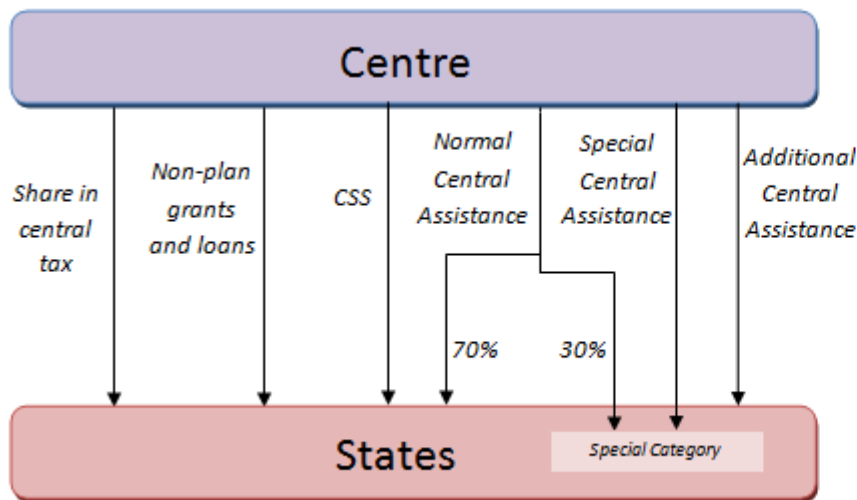 Centre
Share in
central
tax
Non-plan
grants
and loans
CSS
Normal
Central
Assistance
Special
Central
Assistance
Additional
Central
Assistance
70%
30%
States
Special Category